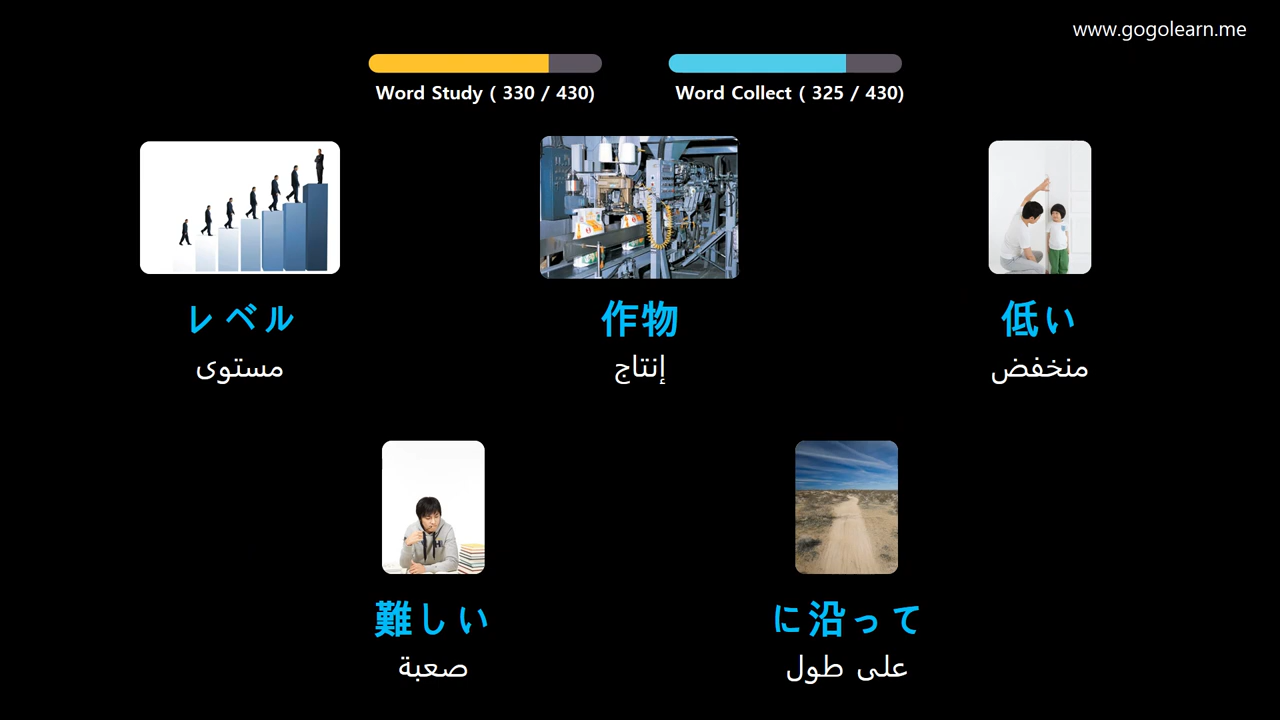 www.gogolearn.me
Word Study ( 330 / 430)
Word Collect ( 325 / 430)
レベル
مستوى
作物
إنتاج
低い
منخفض
難しい
صعبة
に沿って
على طول